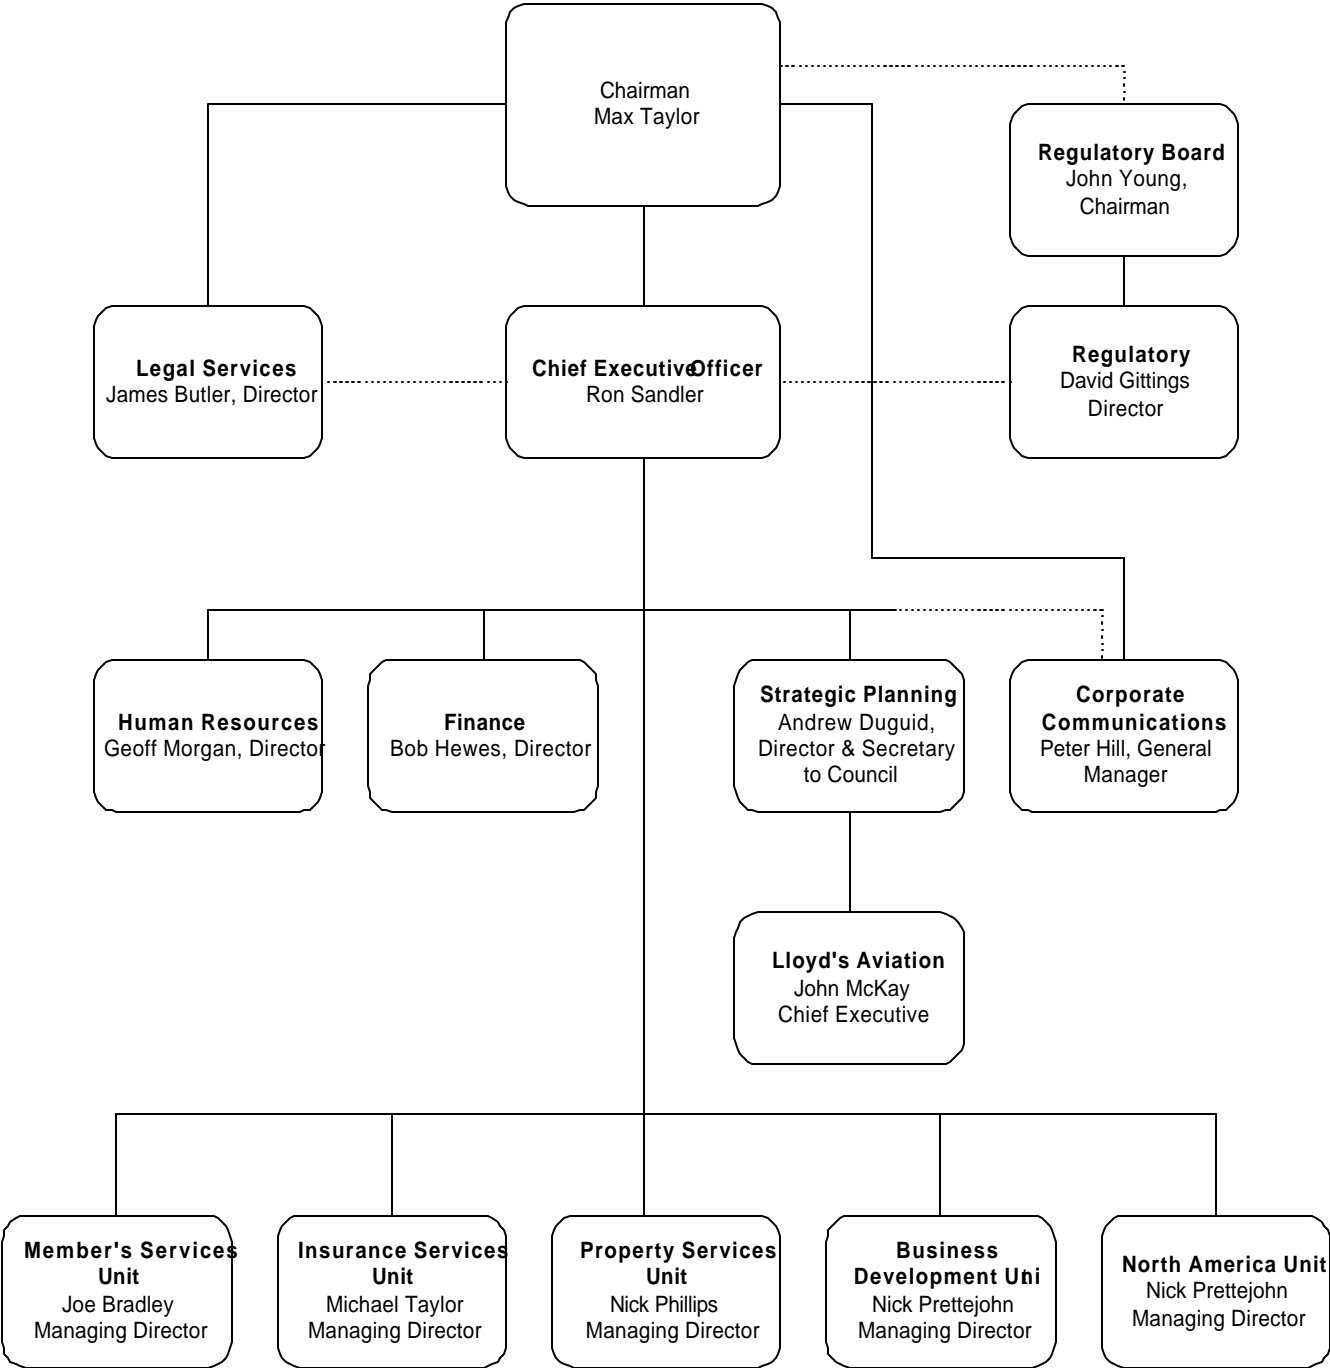 Chairman
Max Taylor
Regulatory Board
John Young,
Chairman
Legal Services
James Butler, Director
Chief Executive Officer
Ron Sandler
Regulatory
David Gittings
Director
Human Resources
Geoff Morgan, Director
Finance
Bob Hewes, Director
Strategic Planning
Andrew Duguid,
Director & Secretary
to Council
Corporate
Communications
Peter Hill, General
Manager
Lloyd's Aviation
John McKay
Chief Executive
Member's Services
Unit
Joe Bradley
Managing Director
Insurance Services
Unit
Michael Taylor
Managing Director
Property Services
Unit
Nick Phillips
Managing Director
Business
Development Unit
Nick Prettejohn
Managing Director
North America Unit
Nick Prettejohn
Managing Director